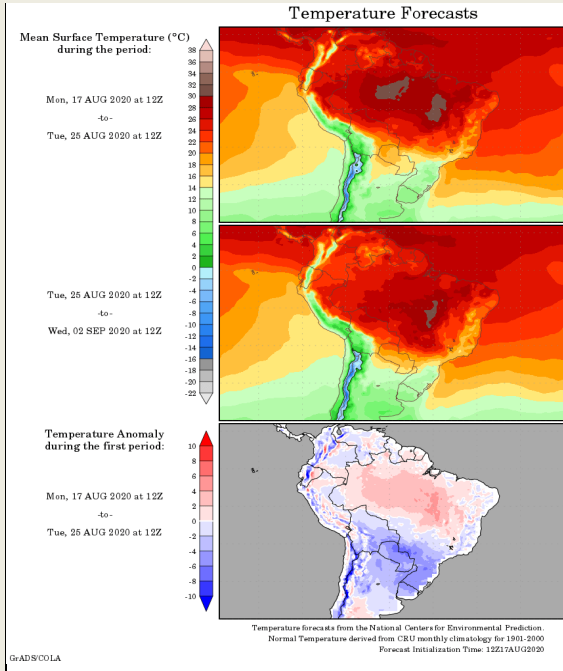 Temperature Forecasts
Mean Surface Temperature (°C)
during the period:
Mon, 17 AUG 2020 at 12Z
-to-
Tue, 25 AUG 2020 at 12Z
38
36
34
32
30
28
26
24
22
20
18
16
14
12
10
8
6
4
2
0
-2
-4
-6
-8
-10
-12
-14
-16
-18
-20
-22
Tue, 25 AUG 2020 at 12Z
-to-
Wed, 02 SEP 2020 at 12Z
Temperature Anomaly
during the first period:
Mon, 17 AUG 2020 at 12Z
-to-
Tue, 25 AUG 2020 at 12Z
10
8
6
4
2
0
-2
-4
-6
-8
-10
Temperature forecasts from the National Centers for Environmental Prediction.
Normal Temperature derived from CRU monthly climatology for 1901-2000
Forecast Initialization Time: 12Z17AUG2020
GrADS/COLA